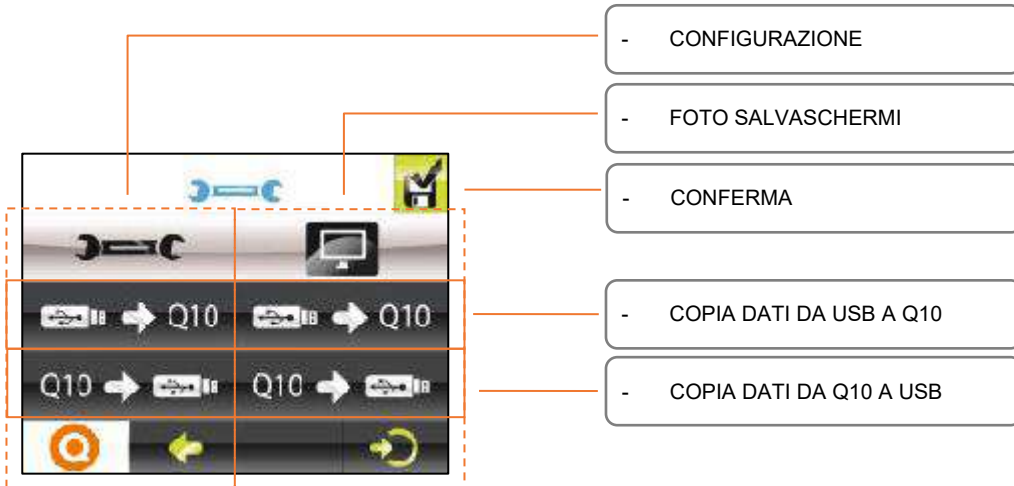 - CONFIGURAZIONE
- FOTO SALVASCHERMI
- CONFERMA
Q10 Q10
- COPIA DATI DA USB A Q10
Q10 Q10
- COPIA DATI DA Q10 A USB